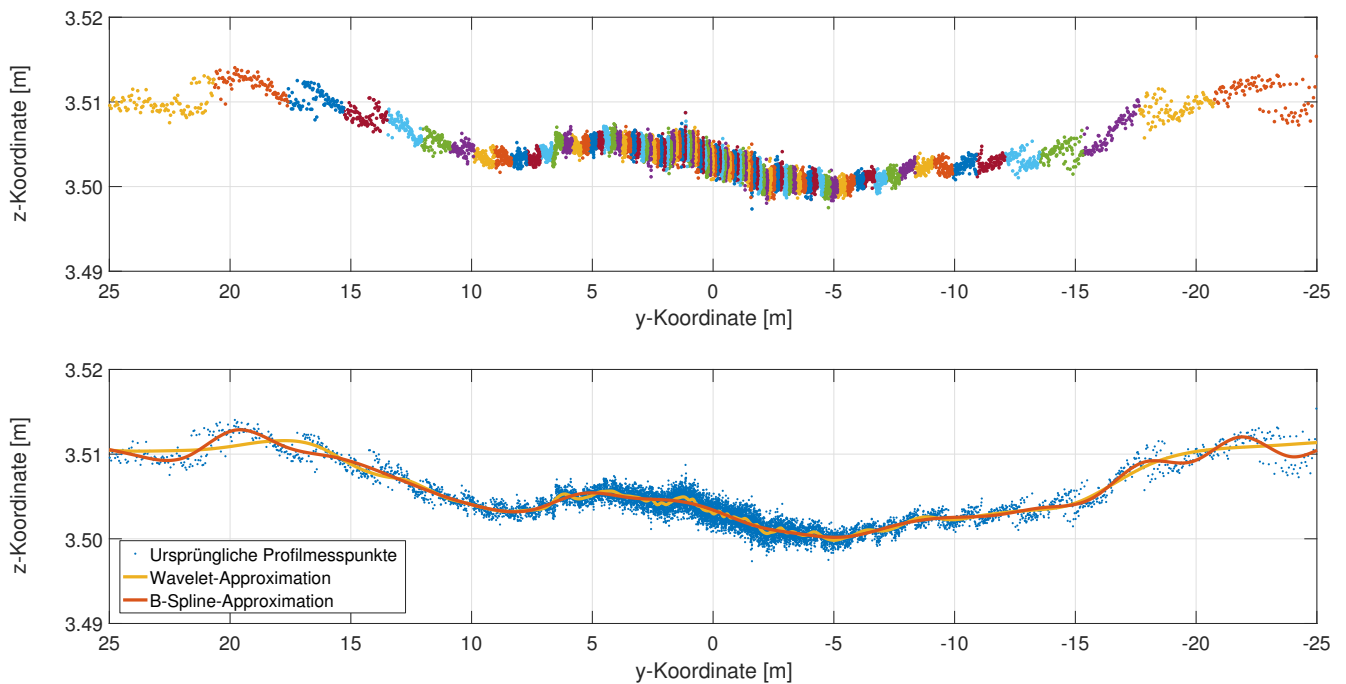 3.52
3.51
3.50
3.49
z-Koordinate [m]
25 20 15 10 5 0 -5 -10 -15 -20 -25
y-Koordinate [m]
3.52
3.51
3.50
3.49
z-Koordinate [m]
Ursprüngliche Profilmesspunkte
Wavelet-Approximation
B-Spline-Approximation
25 20 15 10 5 0 -5 -10 -15 -20 -25
y-Koordinate [m]